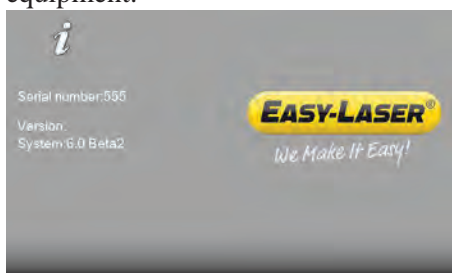 equipment.
i
Serial number:555
Version:
System:6.0 Beta2
EASY-LASER®
We Make It Easy!